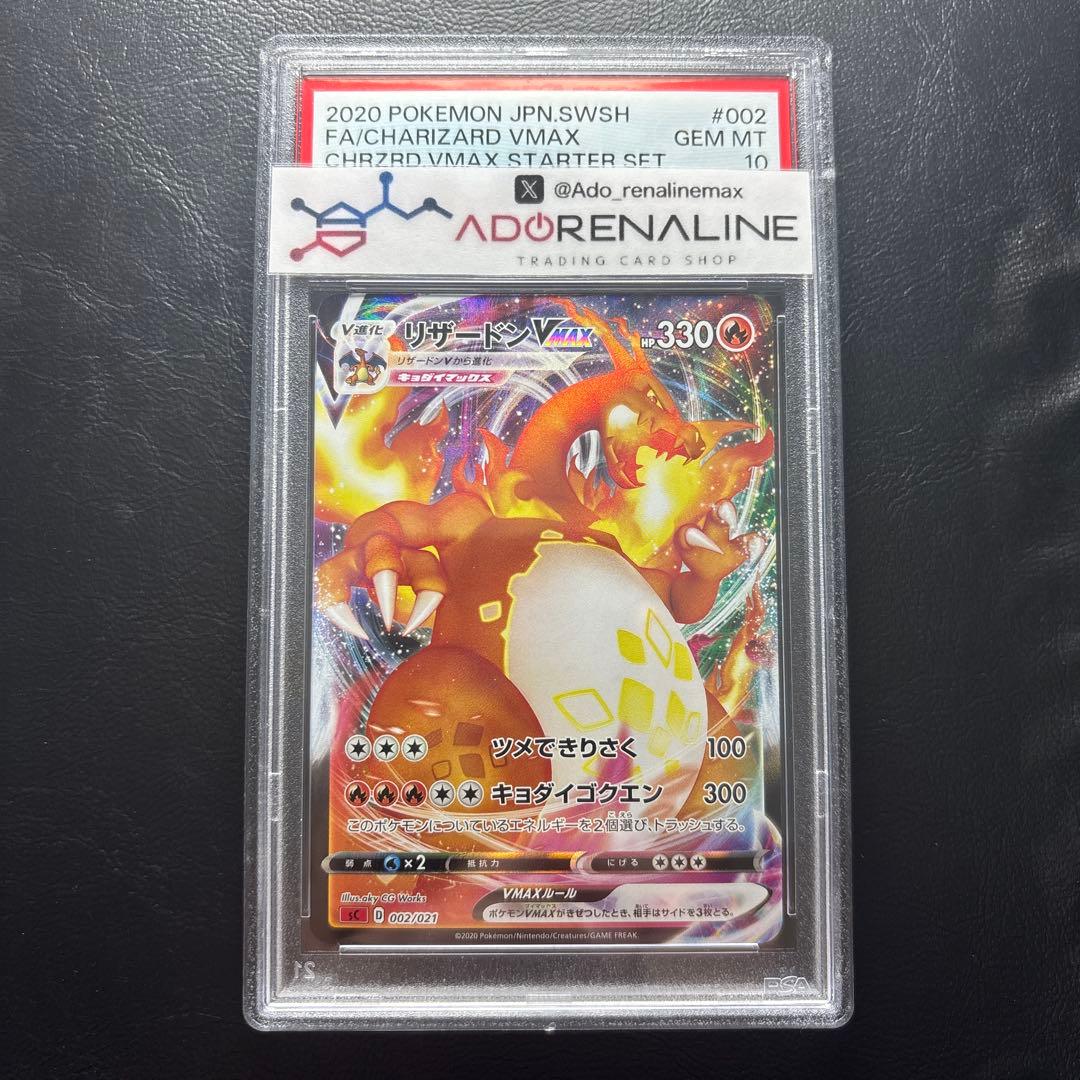 2020 POKEMON JPN.SWSH #002
FA/CHARIZARD VMAX GEM MT
CHRZRD.VMAX STARTER SET 10
X @Ado_renalinemax
ADORENALINE
TRADING CARD SHOP
V進化 リザードンVMAX HP330
リザードンVから進化
キョダイマックス
ツメできりさく 100
キョダイゴクエン 300
このポケモンについているエネルギーを2個選び、トラッシュする。
弱点 ×2 抵抗力 にげる
Illus.aky CG Works
VMAXルール
sC D 002/021
ポケモンVMAXがきぜつしたとき、相手はサイドを3枚とる。
©2020 Pokémon/Nintendo/Creatures/GAME FREAK.
21
PSA